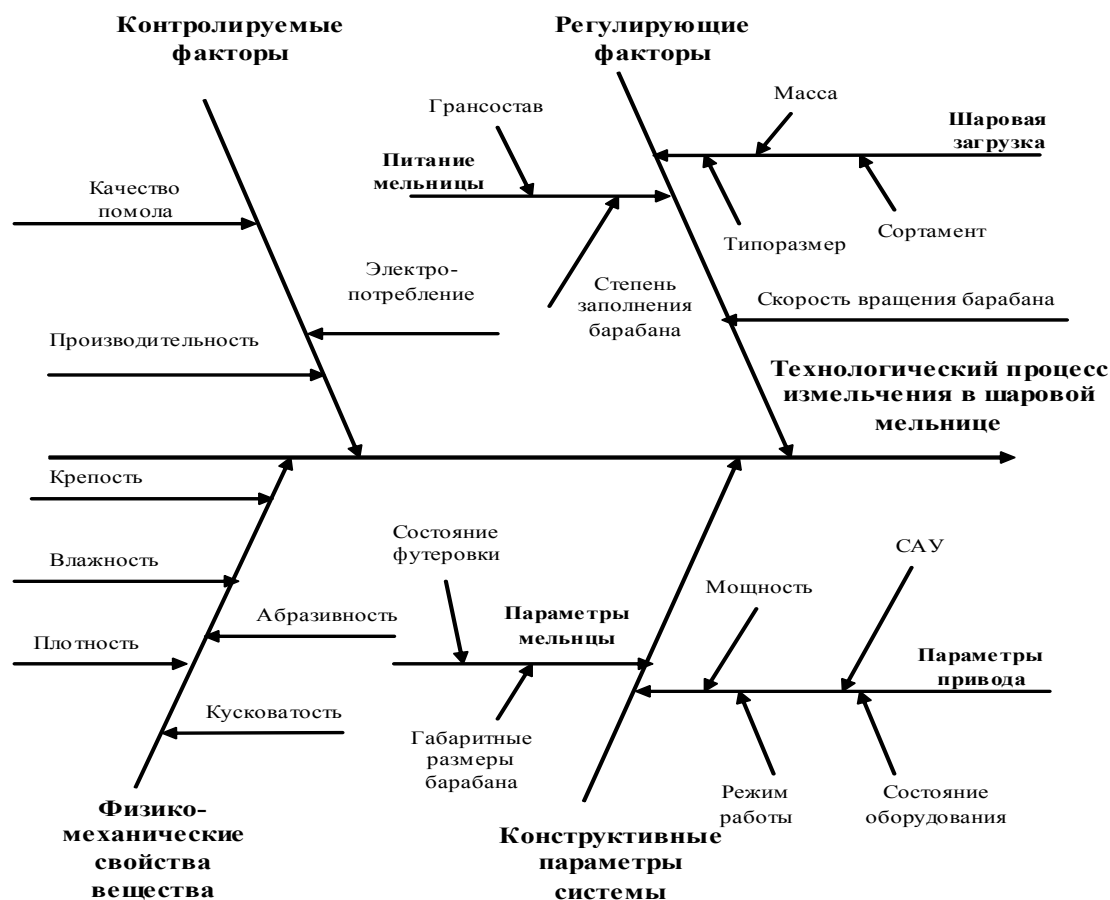 Контролируемые
факторы
Регулирующие
факторы
Грансостав
Масса
Шаровая
загрузка
Питание
мельницы
Качество
помола
Типоразмер
Сортамент
Электро-
потребление
Степень
заполнения
барабана
Скорость вращения барабана
Производительность
Технологический процесс
измельчения в шаровой
мельнице
Крепость
Состояние
футеровки
САУ
Влажность
Мощность
Абразивность
Параметры
мельнцы
Плотность
Параметры
привода
Кусковатость
Габаритные
размеры
барабана
Режим
работы
Состояние
оборудования
Физико-
механические
свойства
вещества
Конструктивные
параметры
системы